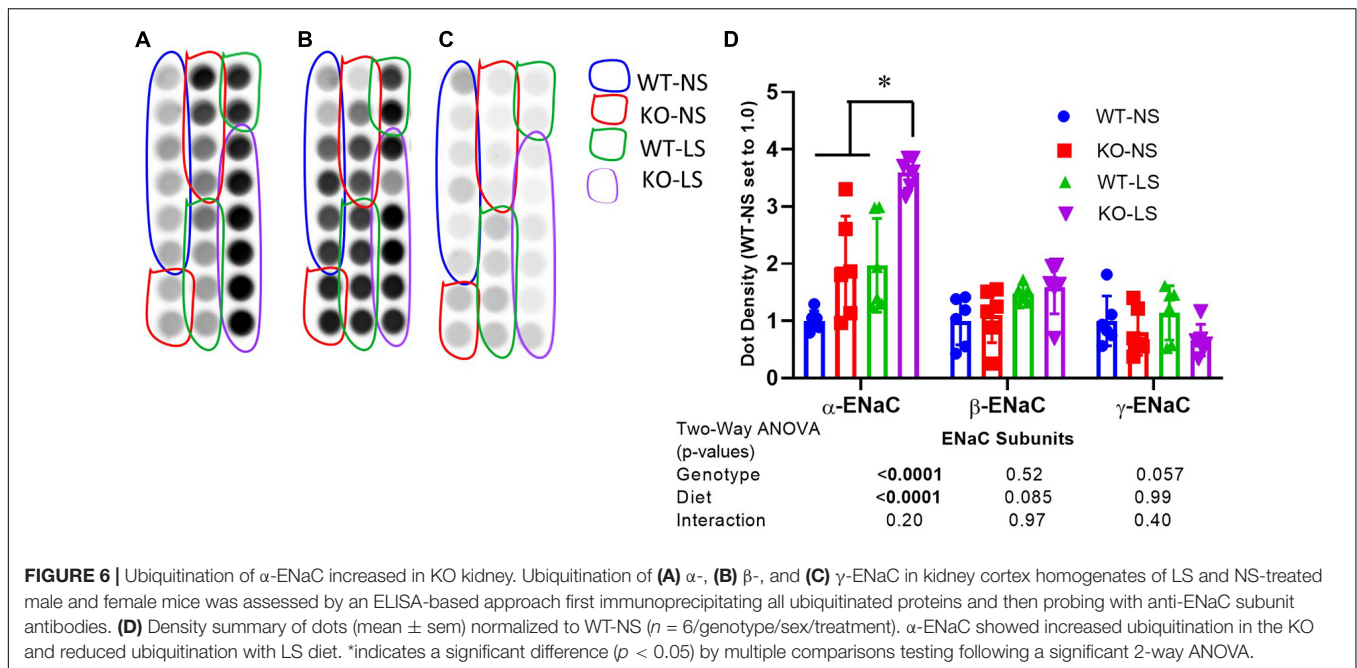 A
B
C
D
WT-NS
KO-NS
WT-LS
KO-LS
Dot Density (WT-NS set to 1.0)
5
4
3
2
1
0
*
WT-NS
KO-NS
WT-LS
KO-LS
α-ENaC
β-ENaC
γ-ENaC
Two-Way ANOVA
(p-values)
ENaC Subunits
Genotype <0.0001 0.52 0.057
Diet <0.0001 0.085 0.99
Interaction 0.20 0.97 0.40
FIGURE 6 | Ubiquitination of α-ENaC increased in KO kidney. Ubiquitination of (A) α-, (B) β-, and (C) γ-ENaC in kidney cortex homogenates of LS and NS-treated
male and female mice was assessed by an ELISA-based approach first immunoprecipitating all ubiquitinated proteins and then probing with anti-ENaC subunit
antibodies. (D) Density summary of dots (mean ± sem) normalized to WT-NS (n = 6/genotype/sex/treatment). α-ENaC showed increased ubiquitination in the KO
and reduced ubiquitination with LS diet. *indicates a significant difference (p < 0.05) by multiple comparisons testing following a significant 2-way ANOVA.